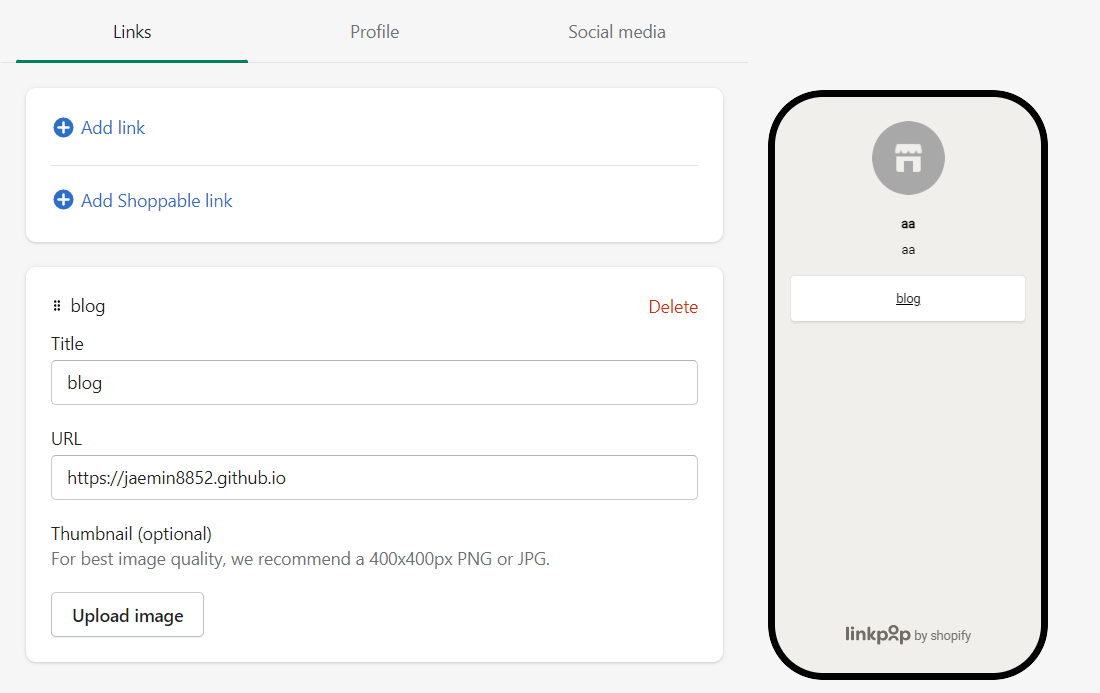 Links Profile Social media
Add link
Add Shoppable link
blog Delete
Title
blog
URL
https://jaemin8852.github.io
Thumbnail (optional)
For best image quality, we recommend a 400x400px PNG or JPG.
Upload image
aa
aa
blog
linkpop by shopify